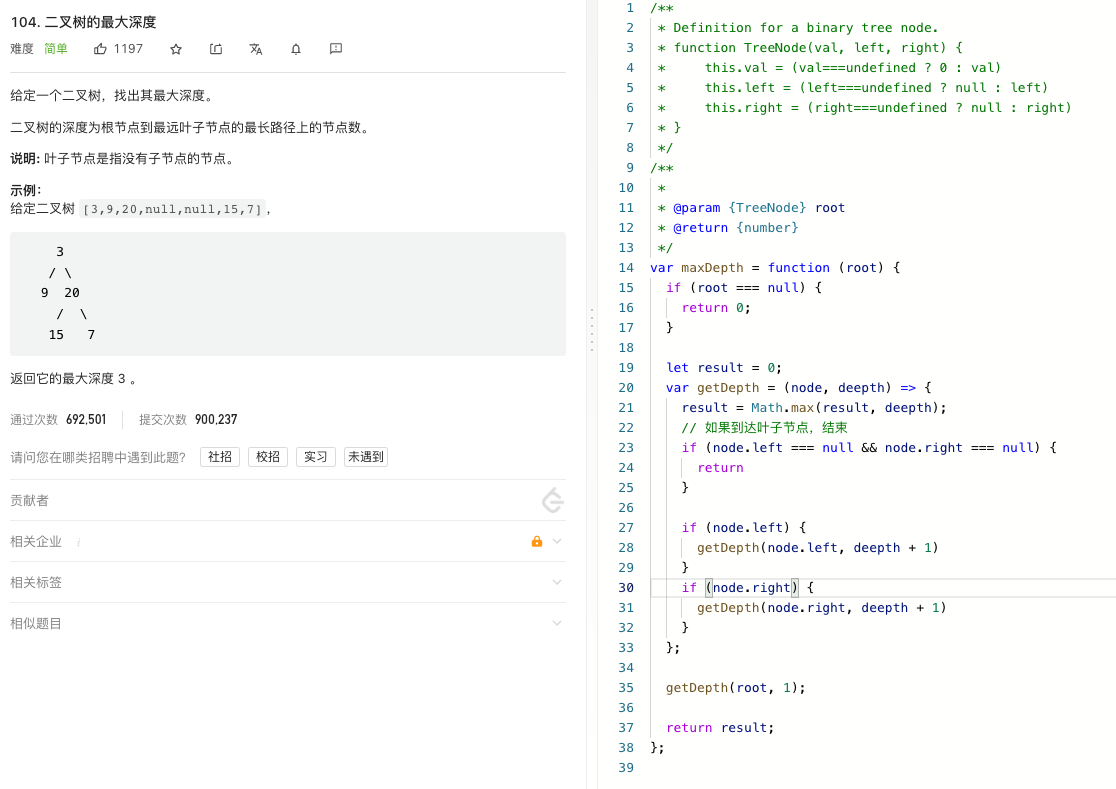 104. 二叉树的最大深度
难度 简单 1197
给定一个二叉树，找出其最大深度。
二叉树的深度为根节点到最远叶子节点的最长路径上的节点数。
说明: 叶子节点是指没有子节点的节点。
示例：
给定二叉树 [3,9,20,null,null,15,7]，
    3
   / \
  9  20
    /  \
   15   7
返回它的最大深度 3 。
通过次数 692,501 提交次数 900,237
请问您在哪类招聘中遇到此题? 社招 校招 实习 未遇到
贡献者
相关企业 i
相关标签
相似题目
1 /**
2  * Definition for a binary tree node.
3  * function TreeNode(val, left, right) {
4  *     this.val = (val===undefined ? 0 : val)
5  *     this.left = (left===undefined ? null : left)
6  *     this.right = (right===undefined ? null : right)
7  * }
8  */
9 /**
10  *
11  * @param {TreeNode} root
12  * @return {number}
13  */
14 var maxDepth = function (root) {
15   if (root === null) {
16     return 0;
17   }
18
19   let result = 0;
20   var getDepth = (node, deepth) => {
21     result = Math.max(result, deepth);
22     // 如果到达叶子节点，结束
23     if (node.left === null && node.right === null) {
24       return
25     }
26
27     if (node.left) {
28       getDepth(node.left, deepth + 1)
29     }
30     if (node.right) {
31       getDepth(node.right, deepth + 1)
32     }
33   };
34
35   getDepth(root, 1);
36
37   return result;
38 };
39